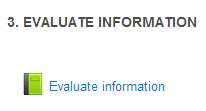 3. EVALUATE INFORMATION
Evaluate information